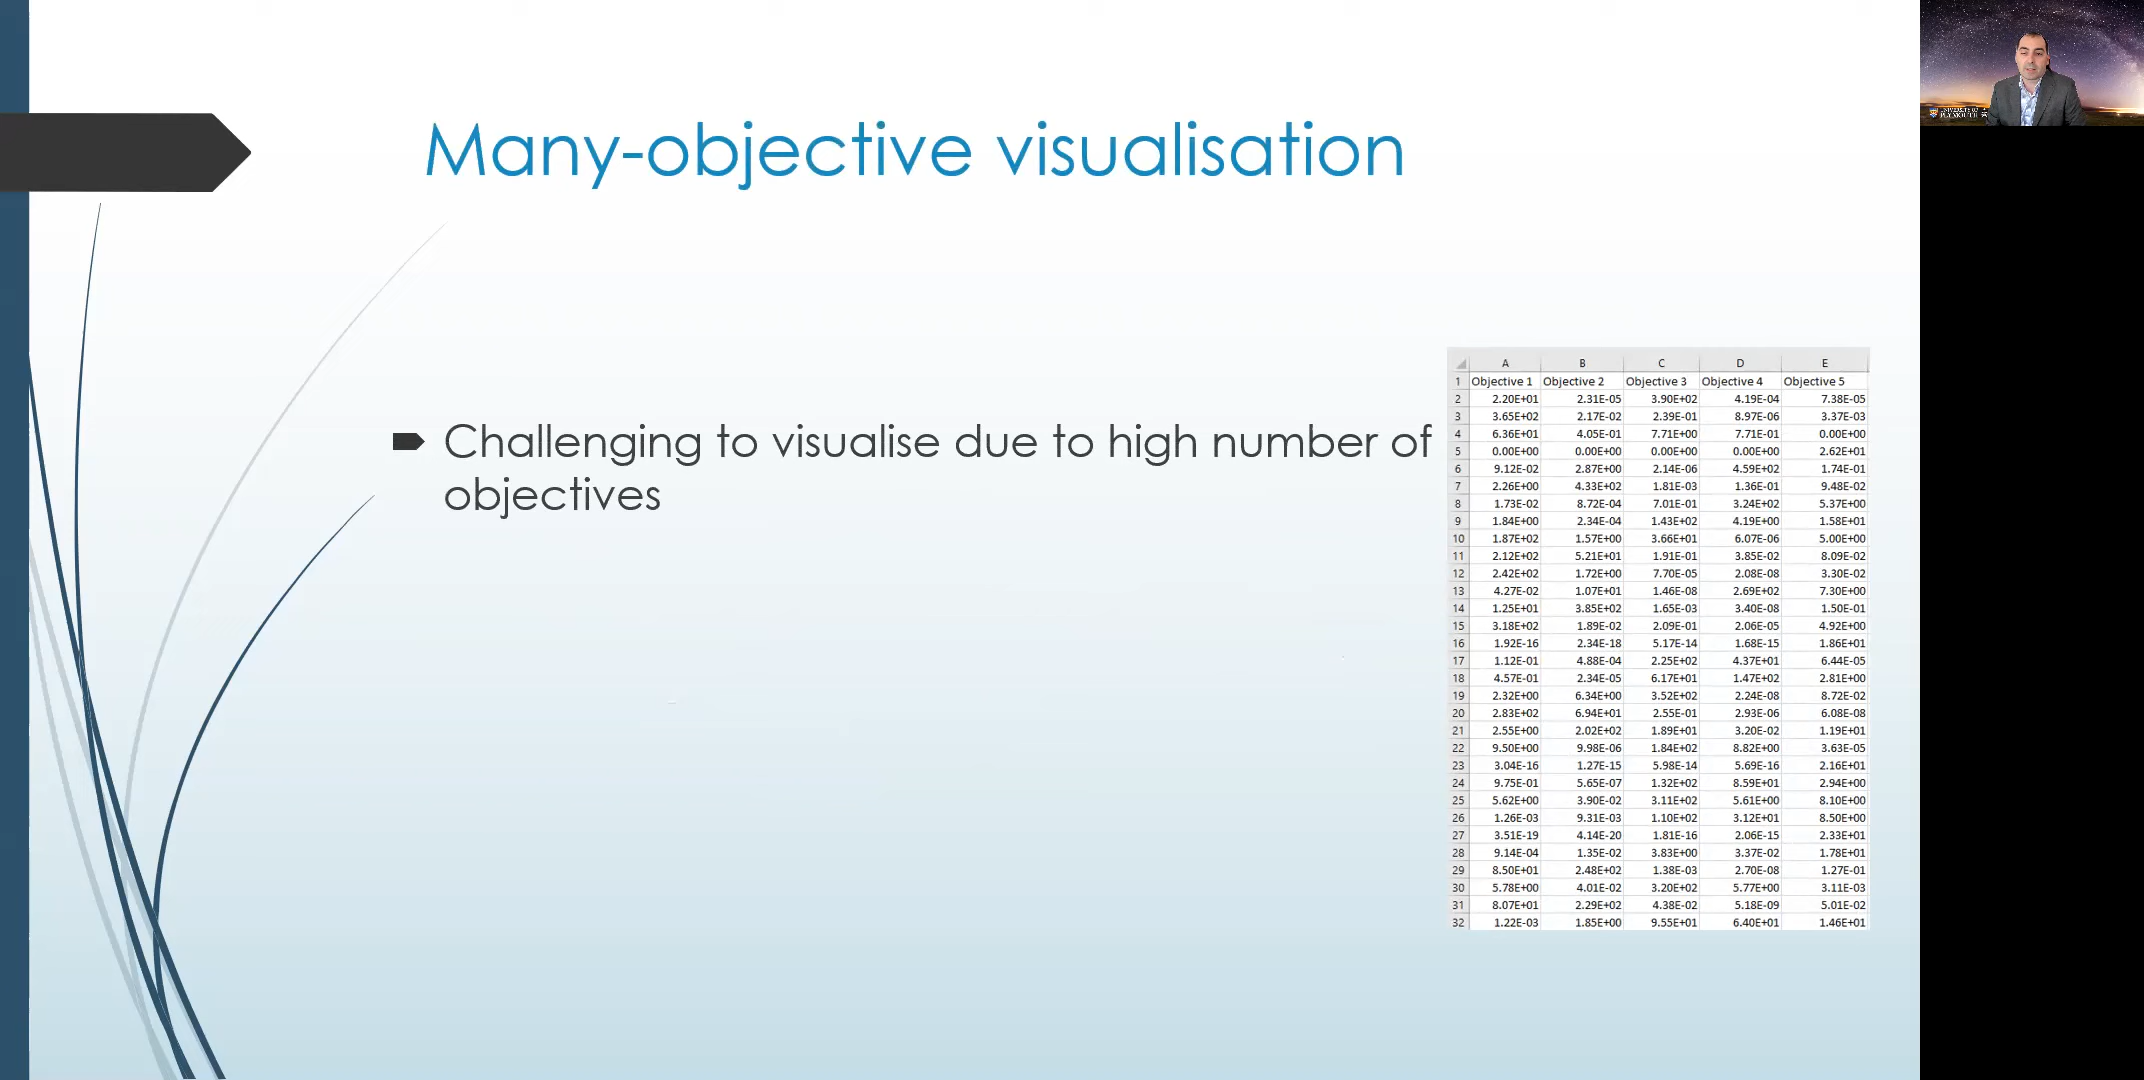 Many-objective visualisation
Challenging to visualise due to high number of
objectives
A B C D E
1 Objective 1 Objective 2 Objective 3 Objective 4 Objective 5
2 2.20E+01 2.31E-05 3.90E+02 4.19E-04 7.38E-05
3 3.65E+02 2.17E-02 2.39E-01 8.97E-06 3.37E-03
4 6.36E+01 4.05E-01 7.71E+00 7.71E-01 0.00E+00
5 0.00E+00 0.00E+00 0.00E+00 0.00E+00 2.62E+01
6 9.12E-02 2.87E+00 2.14E-06 4.59E+02 1.74E-01
7 2.26E+00 4.33E+02 1.81E-03 1.36E-01 9.48E-02
8 1.73E-02 8.72E-04 7.01E-01 3.24E+02 5.37E+00
9 1.84E+00 2.34E-04 1.43E+02 4.19E+00 1.58E+01
10 1.87E+02 1.57E+00 3.66E+01 6.07E-06 5.00E+00
11 2.12E+02 5.21E+01 1.91E-01 3.85E-02 8.09E-02
12 2.42E+02 1.72E+00 7.70E-05 2.08E-08 3.30E-02
13 4.27E-02 1.07E+01 1.46E-08 2.69E+02 7.30E+00
14 1.25E+01 3.85E+02 1.65E-03 3.40E-08 1.50E-01
15 3.18E+02 1.89E-02 2.09E-01 2.06E-05 4.92E+00
16 1.92E-16 2.34E-18 5.17E-14 1.68E-15 1.86E+01
17 1.12E-01 4.88E-04 2.25E+02 4.37E+01 6.44E-05
18 4.57E-01 2.34E-05 6.17E+01 1.47E+02 2.81E+00
19 2.32E+00 6.34E+00 3.52E+02 2.24E-08 8.72E-02
20 2.83E+02 6.94E+01 2.55E-01 2.93E-06 6.08E-08
21 2.55E+00 2.02E+02 1.89E+01 3.20E-02 1.19E+01
22 9.50E+00 9.98E-06 1.84E+02 8.82E+00 3.63E-05
23 3.04E-16 1.27E-15 5.98E-14 5.69E-16 2.16E+01
24 9.75E-01 5.65E-07 1.32E+02 8.59E+01 2.94E+00
25 5.62E+00 3.90E-02 3.11E+02 5.61E+00 8.10E+00
26 1.26E-03 9.31E-03 1.10E+02 3.12E+01 8.50E+00
27 3.51E-19 4.14E-20 1.81E-16 2.06E-15 2.33E+01
28 9.14E-04 1.35E-02 3.83E+00 3.37E-02 1.78E+01
29 8.50E+01 2.48E+02 1.38E-03 2.70E-08 1.27E-01
30 5.78E+00 4.01E-02 3.20E+02 5.77E+00 3.11E-03
31 8.07E+01 2.29E+02 4.38E-02 5.18E-09 5.01E-02
32 1.22E-03 1.85E+00 9.55E+01 6.40E+01 1.46E+01
UNIVERSITY OF
PLYMOUTH